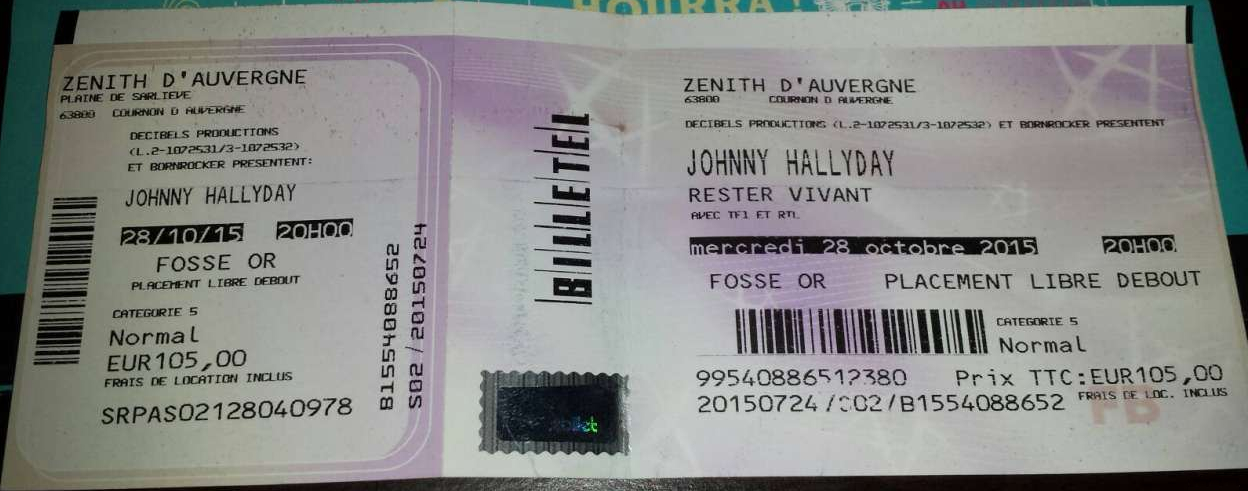 HOURRA !
ZENITH D'AUVERGNE
PLAINE DE SARLIEVE
63800 COURNON D AUVERGNE
DECIBELS PRODUCTIONS
(L.2-1072531/3-1072532)
ET BORNROCKER PRESENTENT:
JOHNNY HALLYDAY
28/10/15 20H00
FOSSE OR
PLACEMENT LIBRE DEBOUT
CATEGORIE 5
Normal
EUR105,00
FRAIS DE LOCATION INCLUS
SRPAS02128040978
B1554088652
S02/20150724
BILLETEL
ZENITH D'AUVERGNE
63800 COURNON D AUVERGNE
DECIBELS PRODUCTIONS (L.2-1072531/3-1072532) ET BORNROCKER PRESENTENT
JOHNNY HALLYDAY
RESTER VIVANT
AVEC TF1 ET RTL
mercredi 28 octobre 2015 20H00
FOSSE OR PLACEMENT LIBRE DEBOUT
CATEGORIE 5
Normal
99540886512380 Prix TTC:EUR105,00
20150724/S02/B1554088652 FRAIS DE LOC. INCLUS
FB